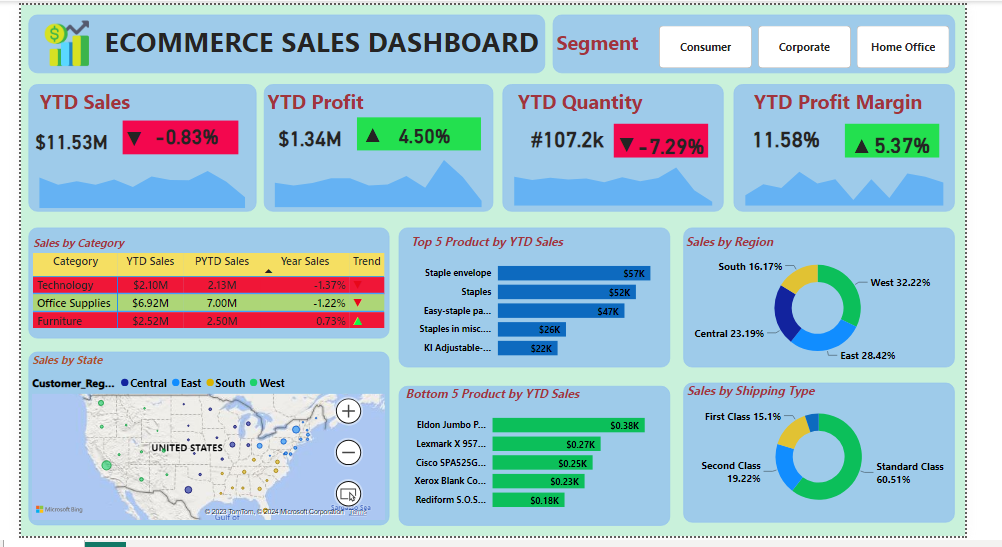 ECOMMERCE SALES DASHBOARD
Segment
Consumer
Corporate
Home Office
YTD Sales
$11.53M
▼ -0.83%
YTD Profit
$1.34M
▲ 4.50%
YTD Quantity
#107.2k
▼ -7.29%
YTD Profit Margin
11.58%
▲ 5.37%
Sales by Category
Category YTD Sales PYTD Sales Year Sales Trend
Technology $2.10M 2.13M -1.37% ▼
Office Supplies $6.92M 7.00M -1.22% ▼
Furniture $2.52M 2.50M 0.73% ▲
Top 5 Product by YTD Sales
Staple envelope $57K
Staples $52K
Easy-staple pa... $47K
Staples in misc.... $26K
KI Adjustable-... $22K
Sales by Region
South 16.17%
West 32.22%
Central 23.19%
East 28.42%
Sales by State
Customer_Reg... Central East South West
UNITED STATES
Microsoft Bing
© 2023 TomTom, © 2024 Microsoft Corporation
Gulf of
Bottom 5 Product by YTD Sales
Eldon Jumbo P... $0.38K
Lexmark X 957... $0.27K
Cisco SPA525G... $0.25K
Xerox Blank Co... $0.23K
Rediform S.O.S... $0.18K
Sales by Shipping Type
First Class 15.1%
Second Class
19.22%
Standard Class
60.51%